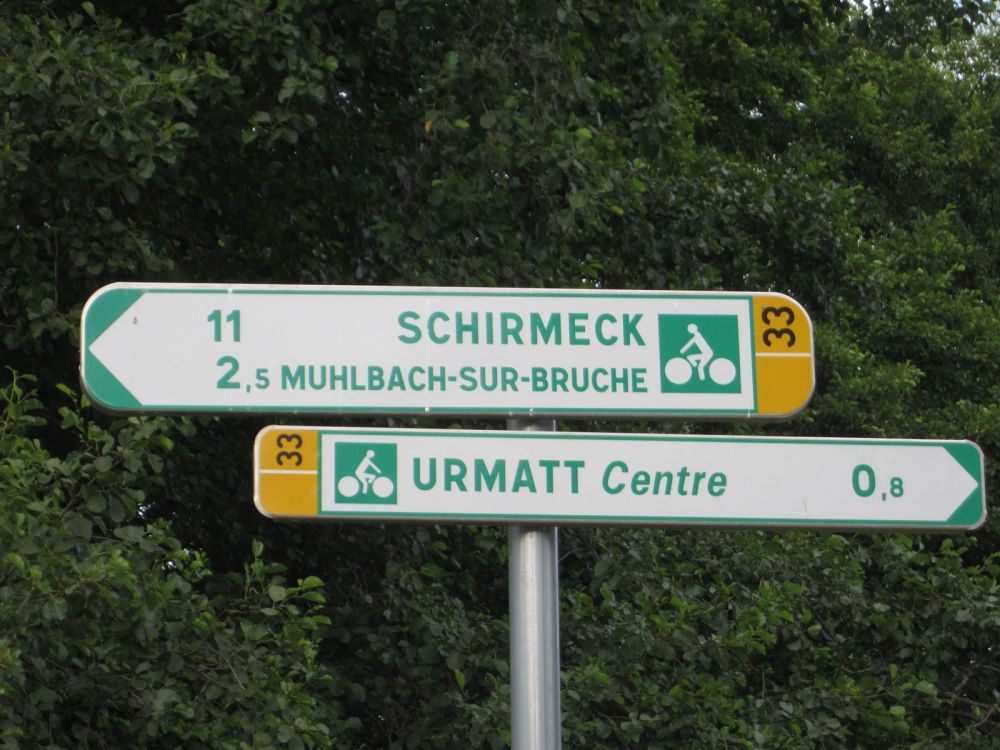 11 SCHIRMECK 33
2,5 MUHLBACH-SUR-BRUCHE
33 URMATT Centre 0,8